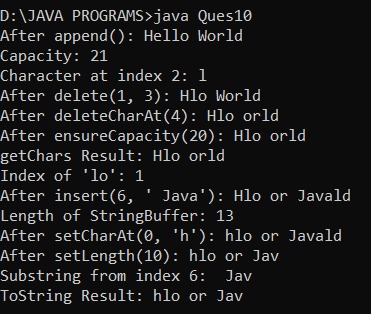 D:\JAVA PROGRAMS>java Ques10
After append(): Hello World
Capacity: 21
Character at index 2: l
After delete(1, 3): Hlo World
After deleteCharAt(4): Hlo orld
After ensureCapacity(20): Hlo orld
getChars Result: Hlo orld
Index of 'lo': 1
After insert(6, ' Java'): Hlo or Javald
Length of StringBuffer: 13
After setCharAt(0, 'h'): hlo or Javald
After setLength(10): hlo or Jav
Substring from index 6:  Jav
ToString Result: hlo or Jav